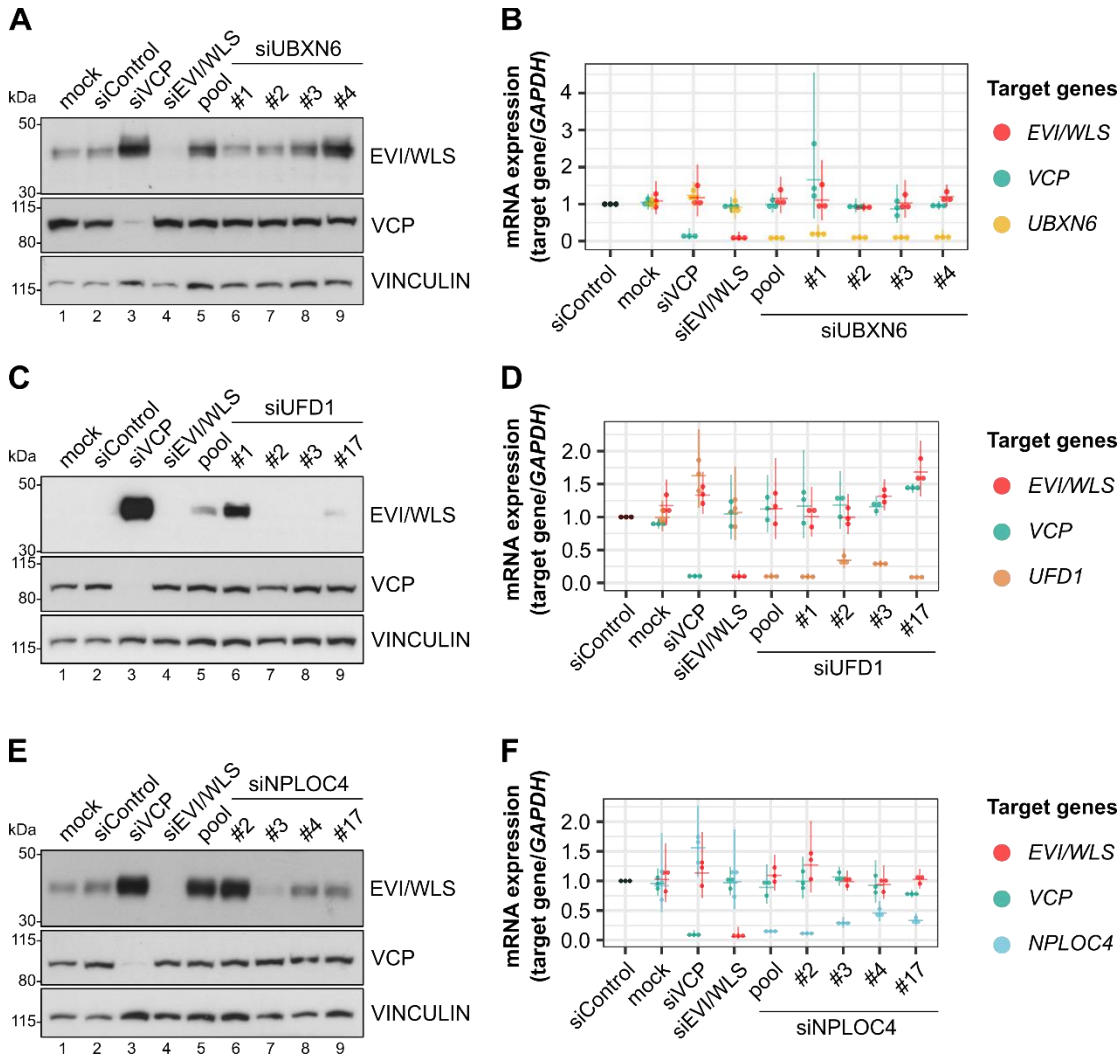 A
siUBXN6
mock
siControl
siVCP
siEVI/WLS
pool
#1
#2
#3
#4
kDa
50
30
EVI/WLS
115
80
VCP
115
VINCULIN
1 2 3 4 5 6 7 8 9
B
mRNA expression
(target gene/GAPDH)
4
3
2
1
0
siControl
mock
siVCP
siEVI/WLS
pool
#1
#2
#3
#4
siUBXN6
Target genes
EVI/WLS
VCP
UBXN6
C
siUFD1
mock
siControl
siVCP
siEVI/WLS
pool
#1
#2
#3
#17
kDa
50
30
EVI/WLS
115
80
VCP
115
VINCULIN
1 2 3 4 5 6 7 8 9
D
mRNA expression
(target gene/GAPDH)
2.0
1.5
1.0
0.5
0.0
siControl
mock
siVCP
siEVI/WLS
pool
#1
#2
#3
#17
siUFD1
Target genes
EVI/WLS
VCP
UFD1
E
siNPLOC4
mock
siControl
siVCP
siEVI/WLS
pool
#2
#3
#4
#17
kDa
50
30
EVI/WLS
115
80
VCP
115
VINCULIN
1 2 3 4 5 6 7 8 9
F
mRNA expression
(target gene/GAPDH)
2.0
1.5
1.0
0.5
0.0
siControl
mock
siVCP
siEVI/WLS
pool
#2
#3
#4
#17
siNPLOC4
Target genes
EVI/WLS
VCP
NPLOC4